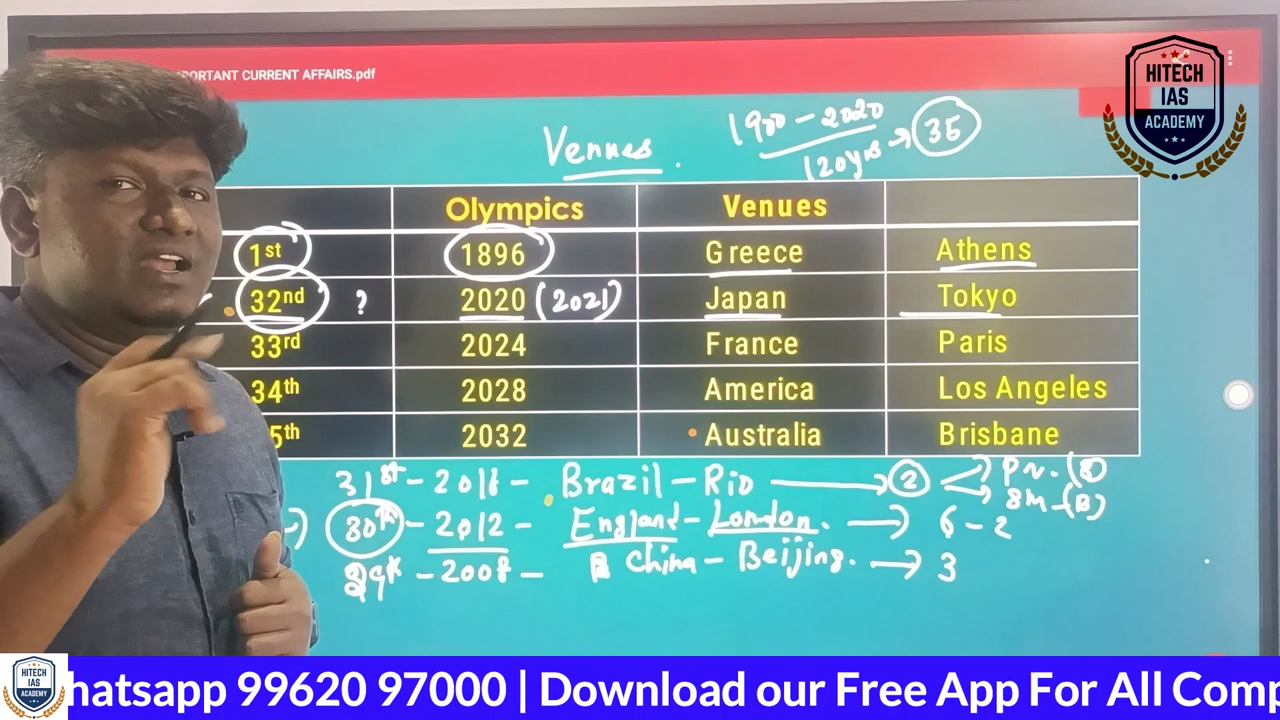 PORTANT CURRENT AFFAIRS.pdf
HITECH
IAS
ACADEMY
Venues.
1900 - 2020
120yrs → 35
Olympics Venues
1st 1896 Greece Athens
32nd ? 2020 (2021) Japan Tokyo
33rd 2024 France Paris
34th 2028 America Los Angeles
5th 2032 Australia Brisbane
31st - 2016 - Brazil - Rio → 2
PV. (S)
SM - (B)
30th - 2012 - England - London. → 6 - 2
29th - 2008 - China - Beijing. → 3
HITECH
IAS
ACADEMY
hatsapp 99620 97000 | Download our Free App For All Comp